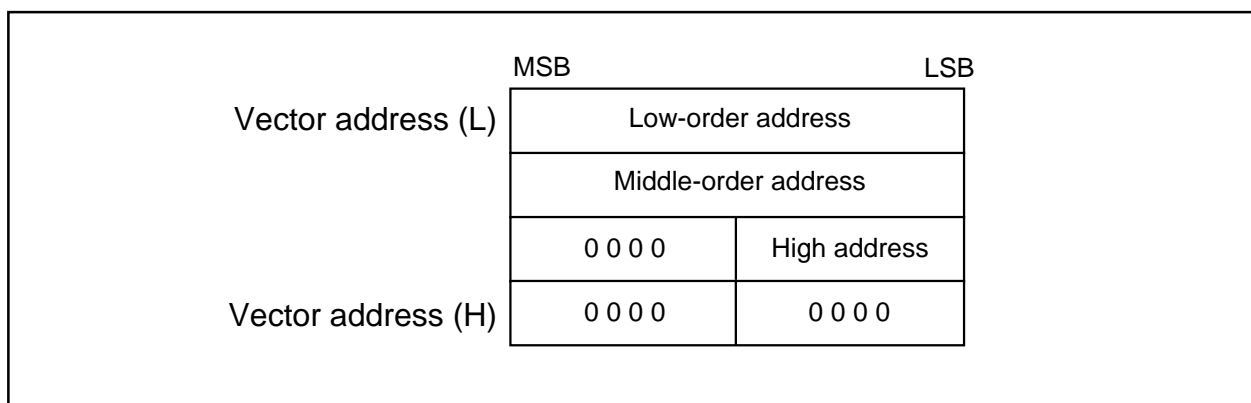 MSB LSB
Vector address (L) Low-order address
Middle-order address
0 0 0 0 High address
Vector address (H) 0 0 0 0 0 0 0 0